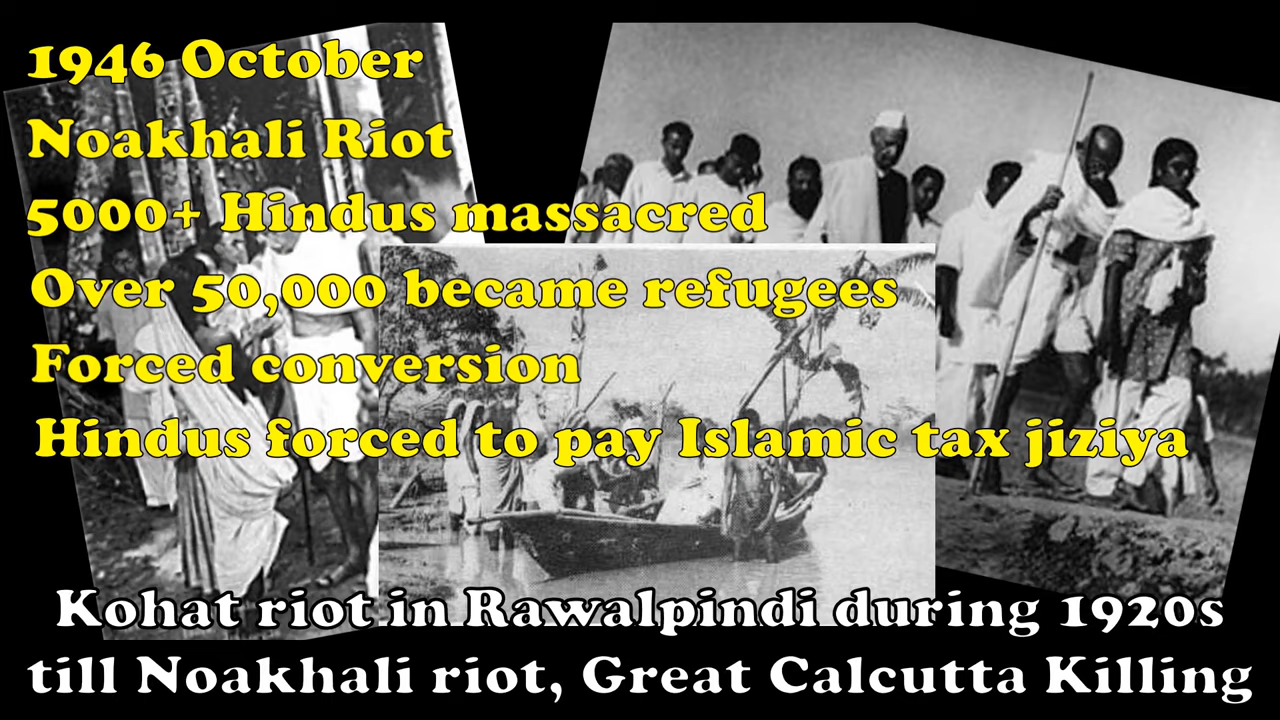 1946 October
Noakhali Riot
5000+ Hindus massacred
Over 50,000 became refugees
Forced conversion
Hindus forced to pay Islamic tax jiziya
Kohat riot in Rawalpindi during 1920s
till Noakhali riot, Great Calcutta Killing